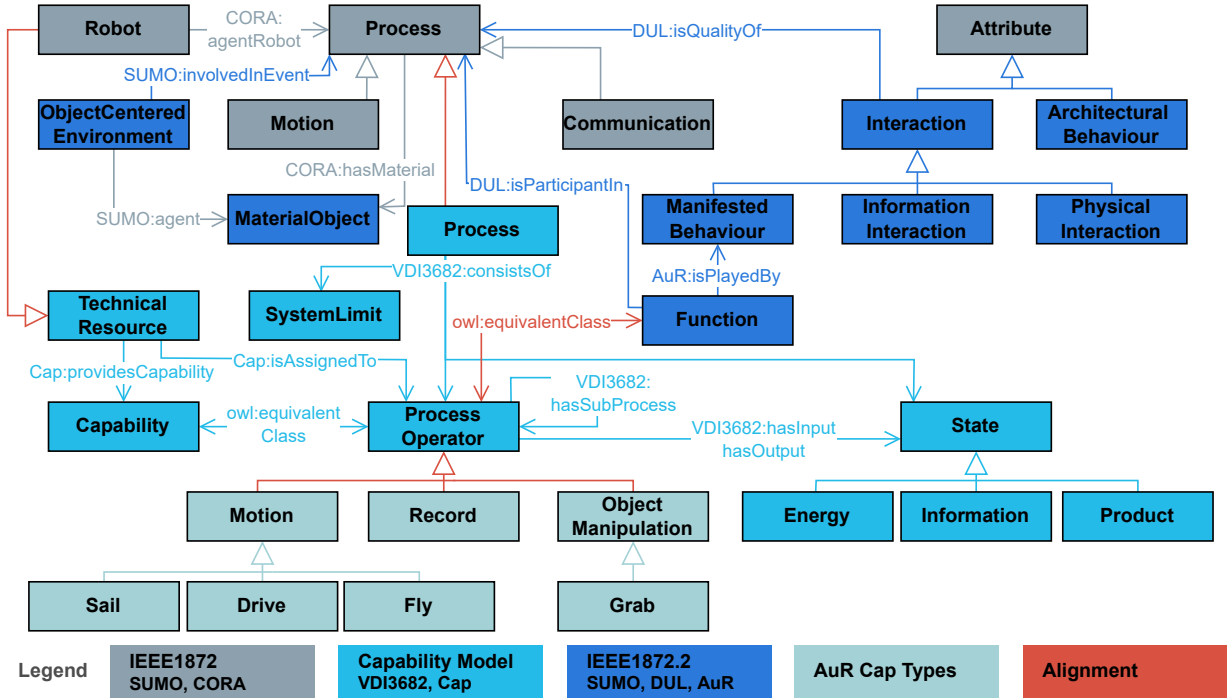 Robot
CORA:
agentRobot
Process
DUL:isQualityOf
Attribute
SUMO:involvedInEvent
ObjectCentered
Environment
Motion
Communication
Interaction
Architectural
Behaviour
CORA:hasMaterial
DUL:isParticipantIn
SUMO:agent
MaterialObject
Process
Manifested
Behaviour
Information
Interaction
Physical
Interaction
VDI3682:consistsOf
AuR:isPlayedBy
Technical
Resource
SystemLimit
owl:equivalentClass
Function
Cap:providesCapability
Cap:isAssignedTo
VDI3682:
hasSubProcess
Capability
owl:equivalent
Class
Process
Operator
VDI3682:hasInput
hasOutput
State
Motion
Record
Object
Manipulation
Energy
Information
Product
Sail
Drive
Fly
Grab
Legend
IEEE1872
SUMO, CORA
Capability Model
VDI3682, Cap
IEEE1872.2
SUMO, DUL, AuR
AuR Cap Types
Alignment